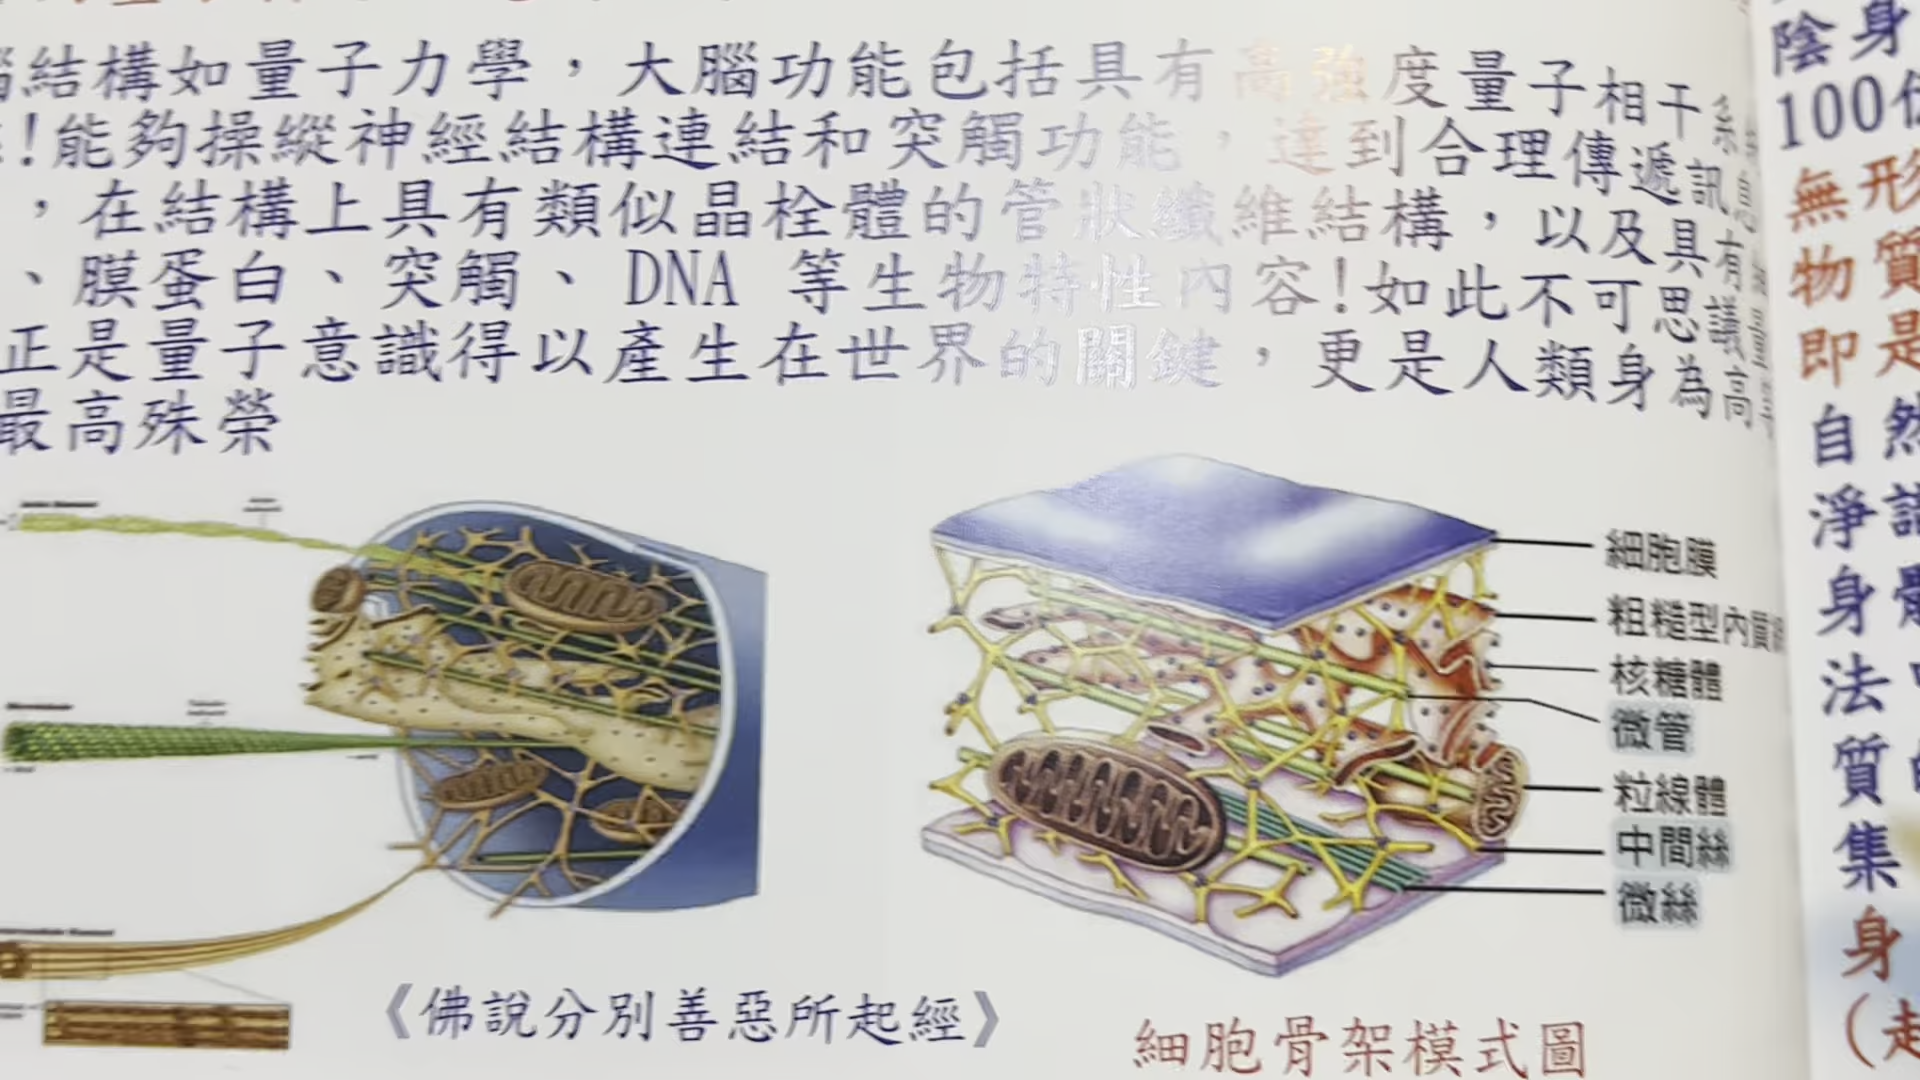 結構如量子力學，大腦功能包括具有高強度量子相干系
!能夠操縱神經結構連結和突觸功能，達到合理傳遞訊息
，在結構上具有類似晶栓體的管狀纖維結構，以及具有
、膜蛋白、突觸、DNA 等生物特性內容!如此不可思議
正是量子意識得以產生在世界的關鍵，更是人類身為高
最高殊榮
細胞膜
粗糙型內質
核糖體
微管
粒線體
中間絲
微絲
《佛說分別善惡所起經》
細胞骨架模式圖
陰身
100
無形
物質
即是
自然
淨
身
法
質
集
身